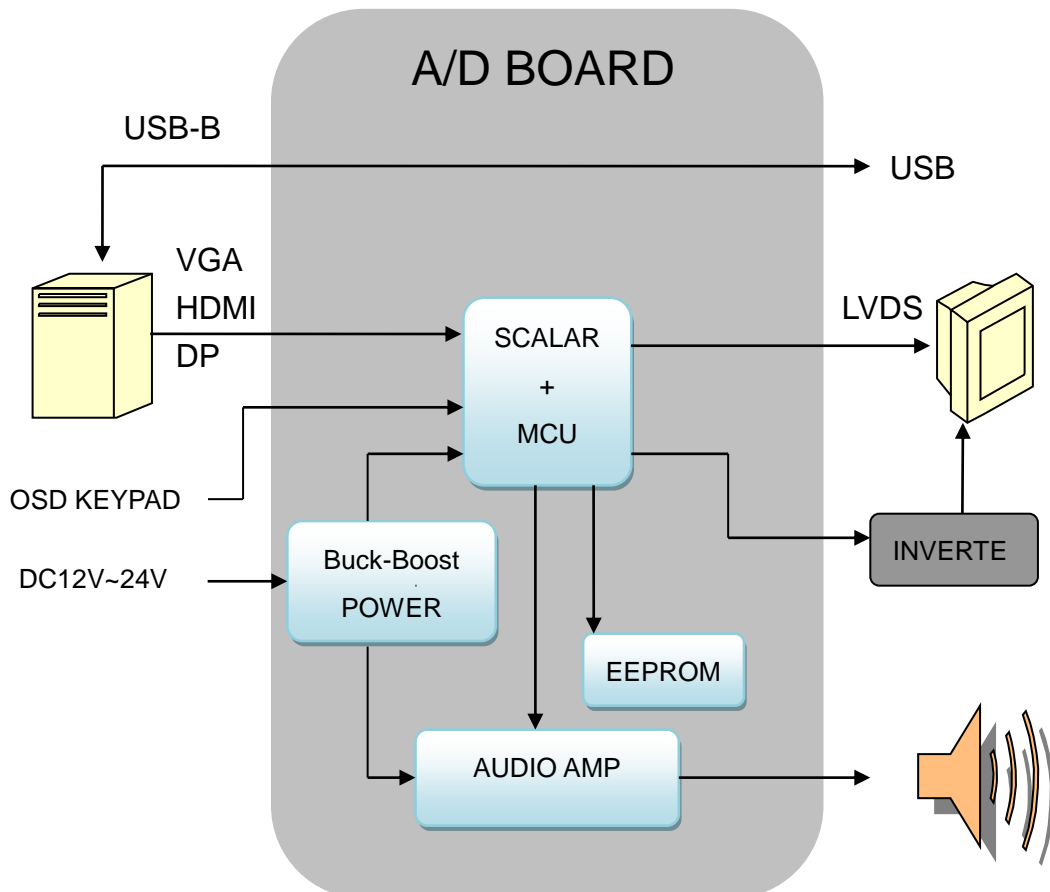 A/D BOARD
USB-B
USB
VGA
HDMI
DP
SCALAR
+
MCU
LVDS
OSD KEYPAD
DC12V~24V
Buck-Boost
POWER
INVERTE
EEPROM
AUDIO AMP